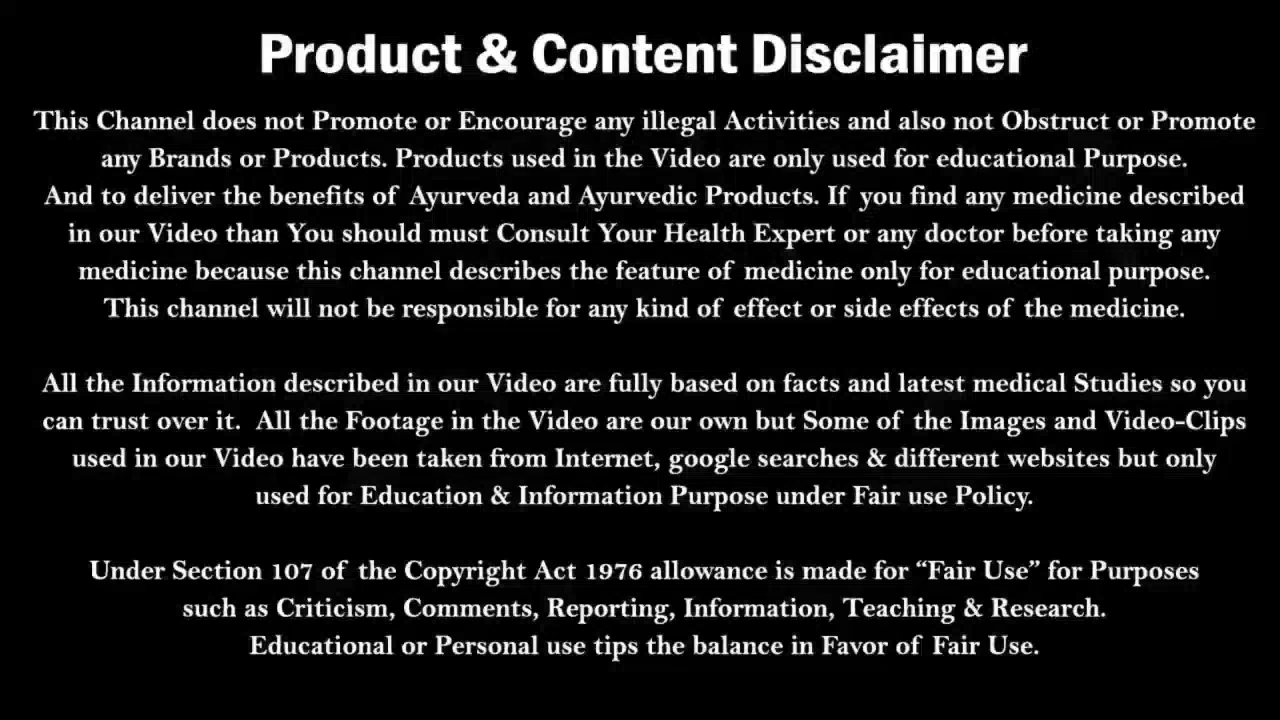 Product & Content Disclaimer
This Channel does not Promote or Encourage any illegal Activities and also not Obstruct or Promote
any Brands or Products. Products used in the Video are only used for educational Purpose.
And to deliver the benefits of Ayurveda and Ayurvedic Products. If you find any medicine described
in our Video than You should must Consult Your Health Expert or any doctor before taking any
medicine because this channel describes the feature of medicine only for educational purpose.
This channel will not be responsible for any kind of effect or side effects of the medicine.
All the Information described in our Video are fully based on facts and latest medical Studies so you
can trust over it. All the Footage in the Video are our own but Some of the Images and Video-Clips
used in our Video have been taken from Internet, google searches & different websites but only
used for Education & Information Purpose under Fair use Policy.
Under Section 107 of the Copyright Act 1976 allowance is made for “Fair Use” for Purposes
such as Criticism, Comments, Reporting, Information, Teaching & Research.
Educational or Personal use tips the balance in Favor of Fair Use.